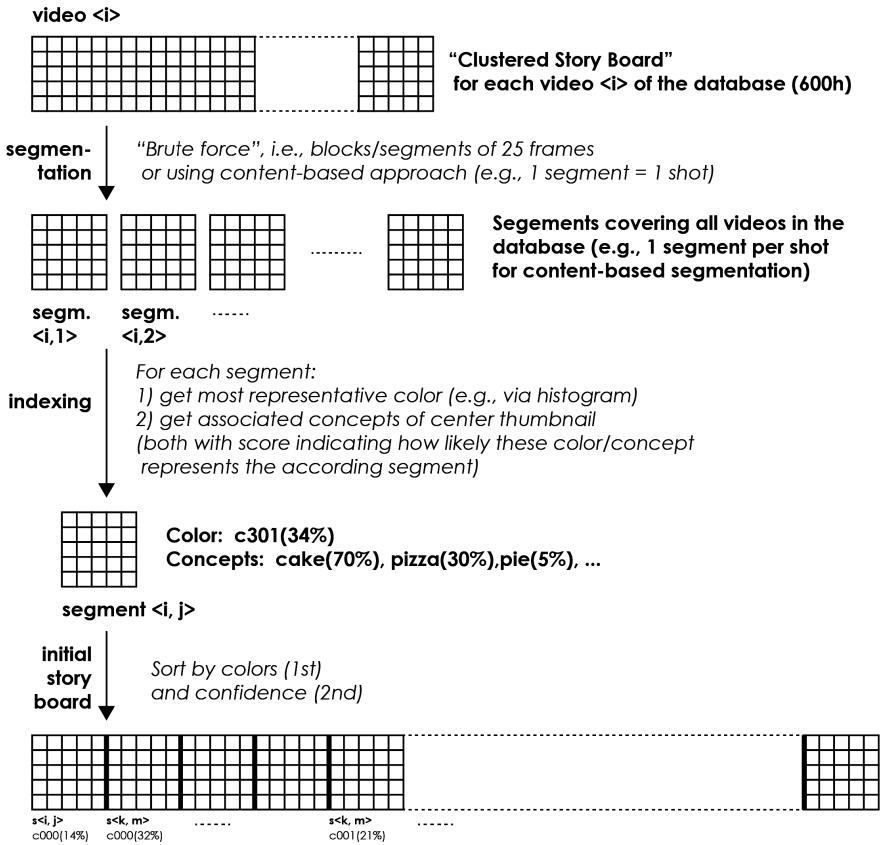 video <i>
“Clustered Story Board”
for each video <i> of the database (600h)
segmen-
tation
“Brute force”, i.e., blocks/segments of 25 frames
or using content-based approach (e.g., 1 segment = 1 shot)
Segements covering all videos in the
database (e.g., 1 segment per shot
for content-based segmentation)
segm.
<i,1>
segm.
<i,2>
indexing
For each segment:
1) get most representative color (e.g., via histogram)
2) get associated concepts of center thumbnail
(both with score indicating how likely these color/concept
represents the according segment)
Color: c301(34%)
Concepts: cake(70%), pizza(30%),pie(5%), ...
segment <i, j>
initial
story
board
Sort by colors (1st)
and confidence (2nd)
s<i, j>
c000(14%)
s<k, m>
c000(32%)
s<k, m>
c001(21%)